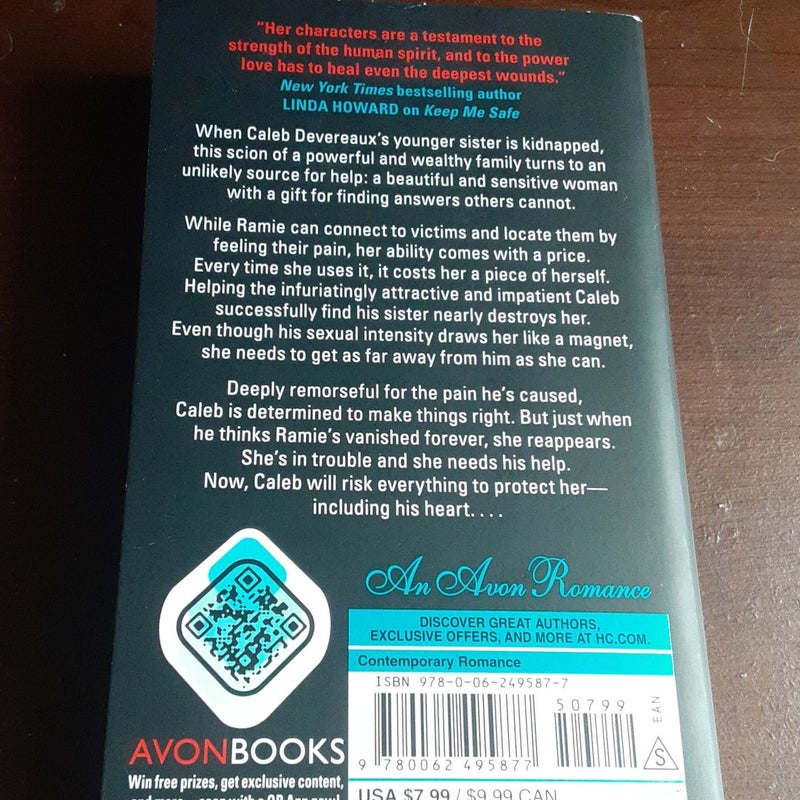 "Her characters are a testament to the
strength of the human spirit, and to the power
love has to heal even the deepest wounds."
New York Times bestselling author
LINDA HOWARD on Keep Me Safe
When Caleb Devereaux's younger sister is kidnapped,
this scion of a powerful and wealthy family turns to an
unlikely source for help: a beautiful and sensitive woman
with a gift for finding answers others cannot.
While Ramie can connect to victims and locate them by
feeling their pain, her ability comes with a price.
Every time she uses it, it costs her a piece of herself.
Helping the infuriatingly attractive and impatient Caleb
successfully find his sister nearly destroys her.
Even though his sexual intensity draws her like a magnet,
she needs to get as far away from him as she can.
Deeply remorseful for the pain he's caused,
Caleb is determined to make things right. But just when
he thinks Ramie's vanished forever, she reappears.
She's in trouble and she needs his help.
Now, Caleb will risk everything to protect her—
including his heart. . . .
An Avon Romance
DISCOVER GREAT AUTHORS,
EXCLUSIVE OFFERS, AND MORE AT HC.COM.
Contemporary Romance
ISBN 978-0-06-249587-7
50799
EAN
S
9 780062 495877
USA $7.99 / $9.99 CAN
AVONBOOKS
Win free prizes, get exclusive content,